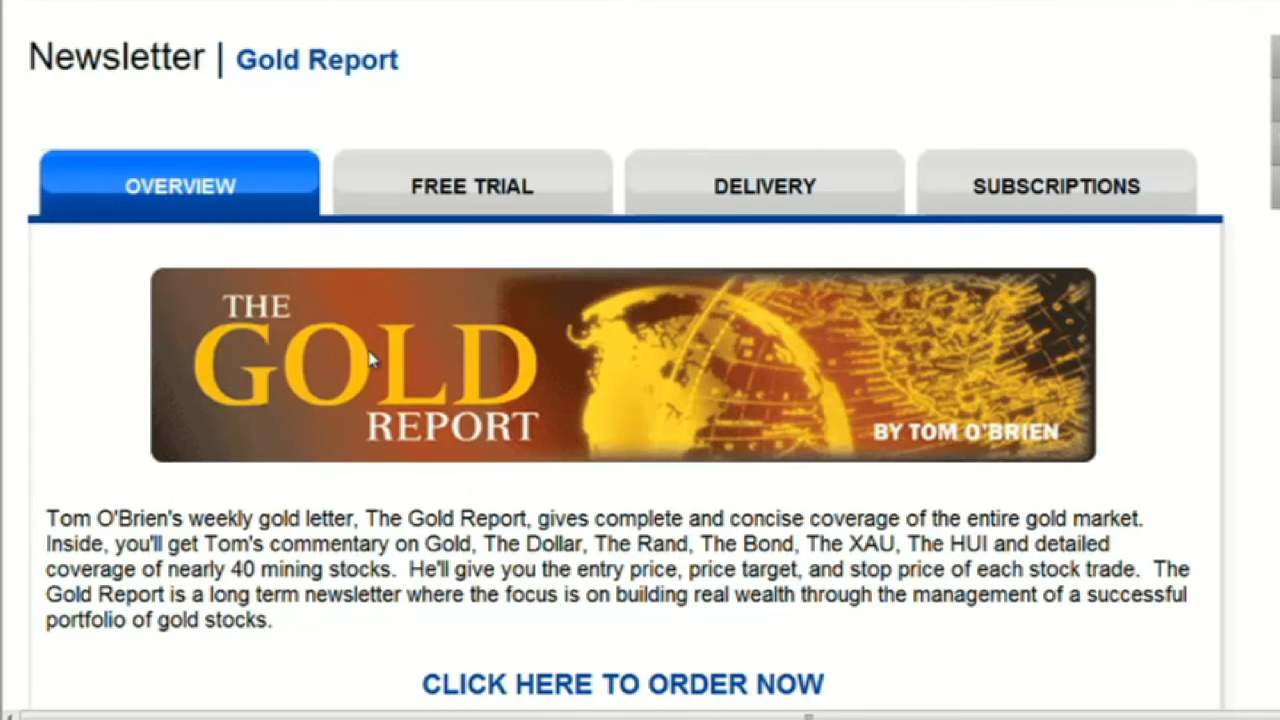 Newsletter | Gold Report
OVERVIEW FREE TRIAL DELIVERY SUBSCRIPTIONS
THE
GOLD
REPORT
BY TOM O'BRIEN
Tom O'Brien's weekly gold letter, The Gold Report, gives complete and concise coverage of the entire gold market.
Inside, you'll get Tom's commentary on Gold, The Dollar, The Rand, The Bond, The XAU, The HUI and detailed
coverage of nearly 40 mining stocks.  He'll give you the entry price, price target, and stop price of each stock trade.  The
Gold Report is a long term newsletter where the focus is on building real wealth through the management of a successful
portfolio of gold stocks.
CLICK HERE TO ORDER NOW